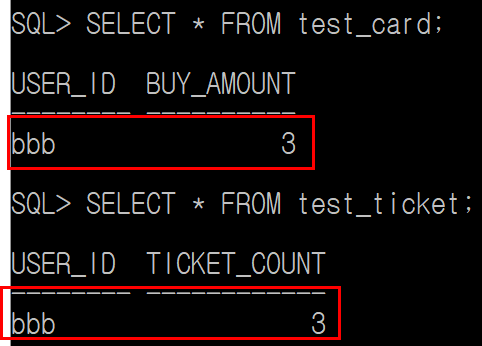 SQL> SELECT * FROM test_card;
USER_ID  BUY_AMOUNT
-------- ----------
bbb               3
SQL> SELECT * FROM test_ticket;
USER_ID  TICKET_COUNT
-------- ------------
bbb                 3